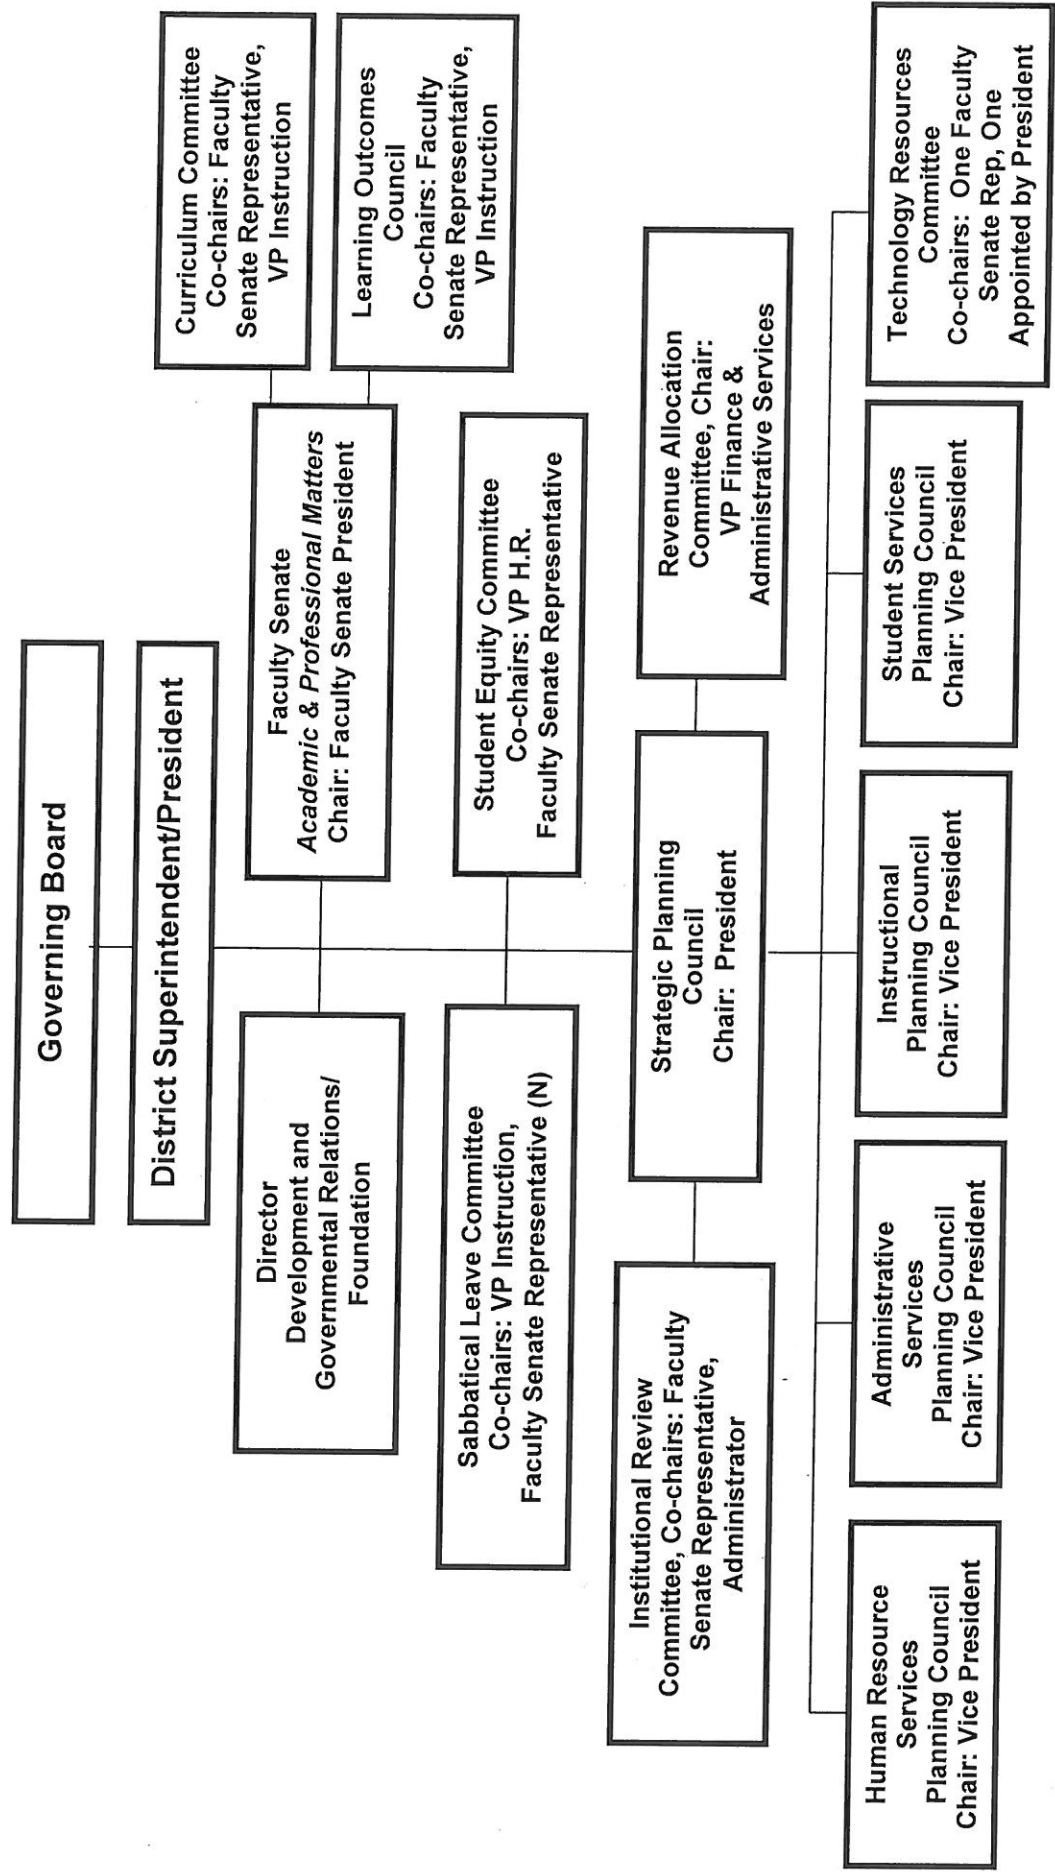 Governing Board
District Superintendent/President
Director
Development and
Governmental Relations/
Foundation
Faculty Senate
Academic & Professional Matters
Chair: Faculty Senate President
Curriculum Committee
Co-chairs: Faculty
Senate Representative,
VP Instruction
Learning Outcomes
Council
Co-chairs: Faculty
Senate Representative,
VP Instruction
Sabbatical Leave Committee
Co-chairs: VP Instruction,
Faculty Senate Representative (N)
Student Equity Committee
Co-chairs: VP H.R.
Faculty Senate Representative
Institutional Review
Committee, Co-chairs: Faculty
Senate Representative,
Administrator
Strategic Planning
Council
Chair: President
Revenue Allocation
Committee, Chair:
VP Finance &
Administrative Services
Human Resource
Services
Planning Council
Chair: Vice President
Administrative
Services
Planning Council
Chair: Vice President
Instructional
Planning Council
Chair: Vice President
Student Services
Planning Council
Chair: Vice President
Technology Resources
Committee
Co-chairs: One Faculty
Senate Rep, One
Appointed by President